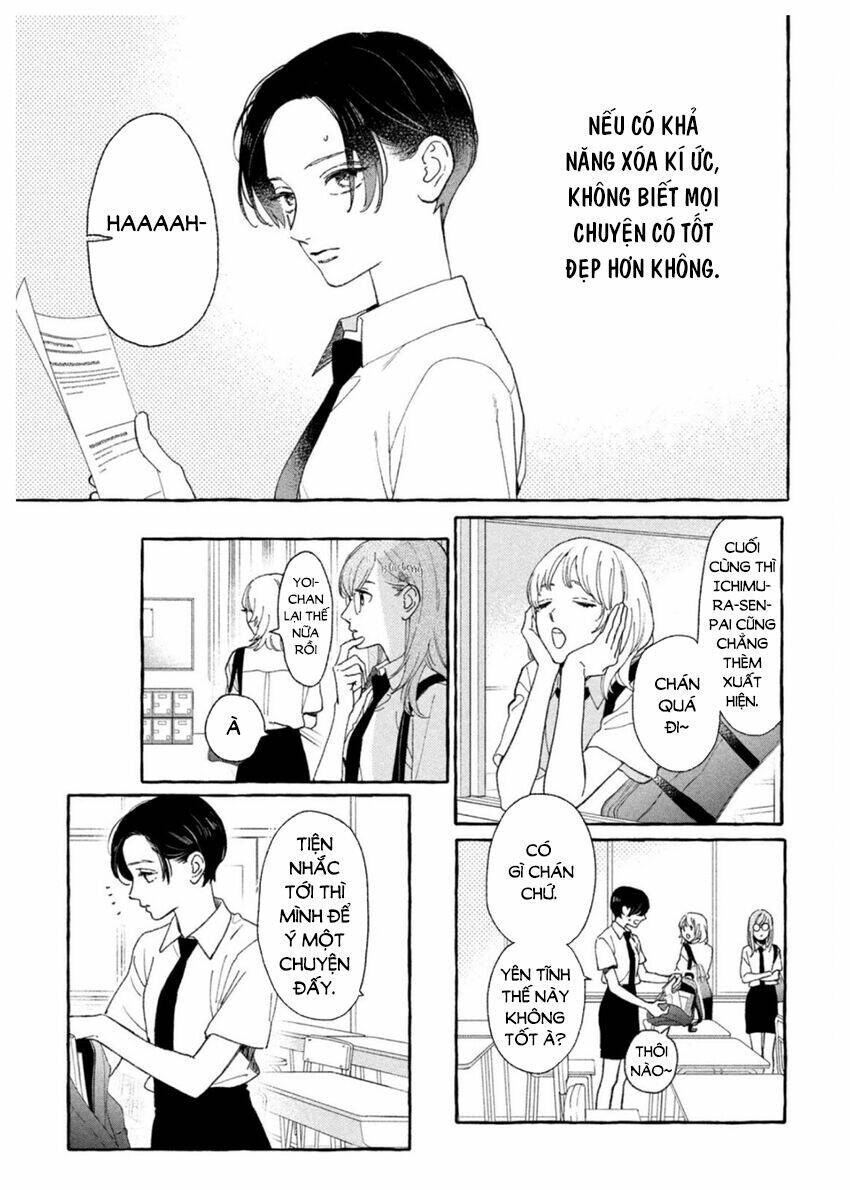 NẾU CÓ KHẢ
NĂNG XÓA KÍ ỨC,
KHÔNG BIẾT MỌI
CHUYỆN CÓ TỐT
ĐẸP HƠN KHÔNG.
HAAAAH-
CUỐI
CÙNG THÌ
ICHIMU-
RA-SEN-
PAI CŨNG
CHẲNG
THÈM
XUẤT
HIỆN.
CHÁN
QUÁ
ĐI~
YOI-
CHAN
LẠI THẾ
NỮA
RỒI
À
CÓ
GÌ CHÁN
CHỨ.
YÊN TĨNH
THẾ NÀY
KHÔNG
TỐT À?
THÔI
NÀO~
TIỆN
NHẮC
TỚI THÌ
MÌNH ĐỂ
Ý MỘT
CHUYỆN
ĐẤY.